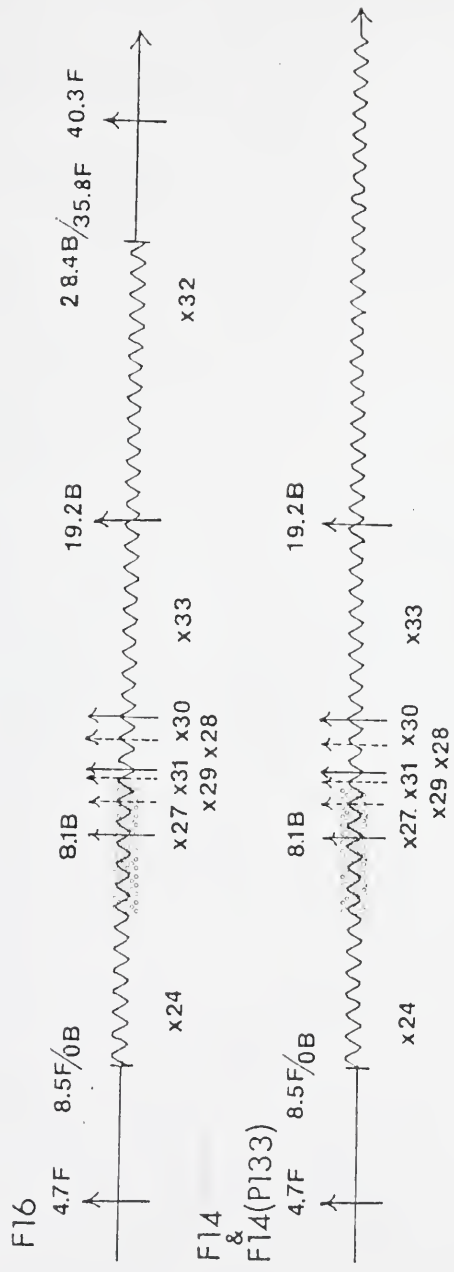 F16
4.7F 8.5F/0B 8.1B 19.2B 28.4B/35.8F 40.3F
x24 x27 x31 x30 x33 x32
x29 x28
F14
&
F14(P133)
4.7F 8.5F/0B 8.1B 19.2B
x24 x27. x31 x30 x33
x29 x28